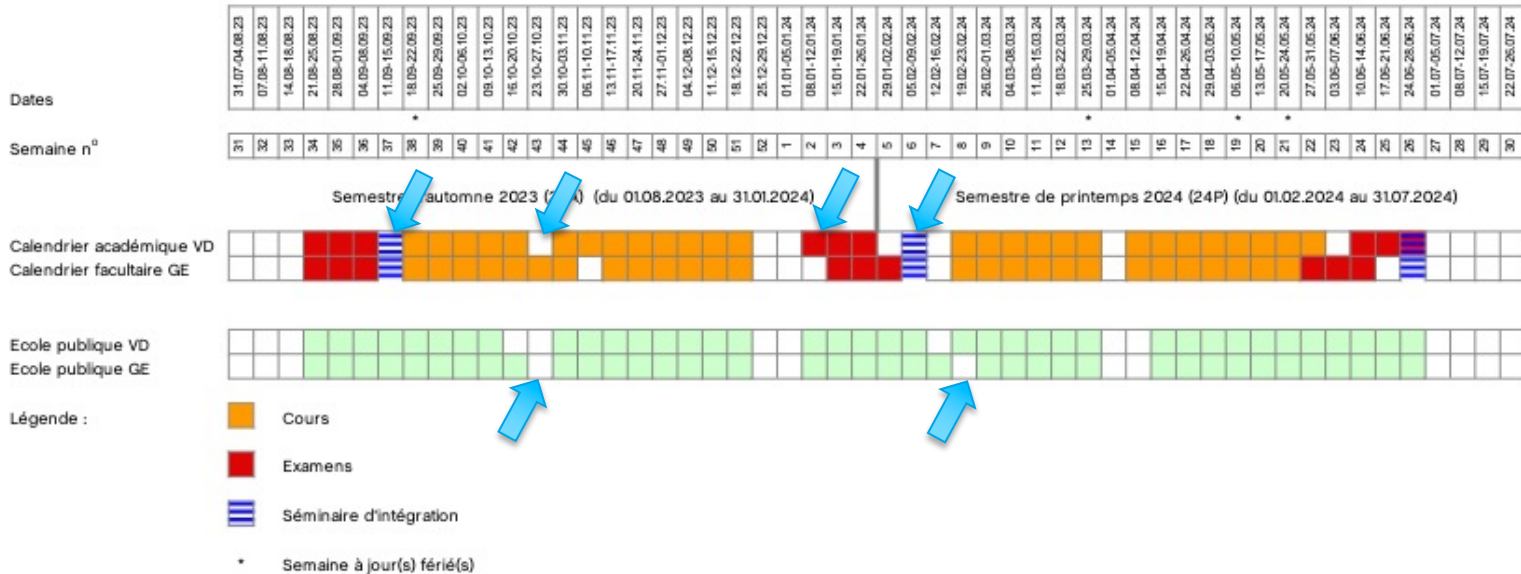 31.07-04.08.23 07.08-11.08.23 14.08-18.08.23 21.08-25.08.23 28.08-01.09.23 04.09-08.09.23 11.09-15.09.23 18.09-22.09.23 25.09-29.09.23 02.10-06.10.23 09.10-13.10.23 16.10-20.10.23 23.10-27.10.23 30.10-03.11.23 06.11-10.11.23 13.11-17.11.23 20.11-24.11.23 27.11-01.12.23 04.12-08.12.23 11.12-15.12.23 18.12-22.12.23 25.12-29.12.23 01.01-05.01.24 08.01-12.01.24 15.01-19.01.24 22.01-26.01.24 29.01-02.02.24 05.02-09.02.24 12.02-16.02.24 19.02-23.02.24 26.02-01.03.24 04.03-08.03.24 11.03-15.03.24 18.03-22.03.24 25.03-29.03.24 01.04-05.04.24 08.04-12.04.24 15.04-19.04.24 22.04-26.04.24 29.04-03.05.24 06.05-10.05.24 13.05-17.05.24 20.05-24.05.24 27.05-31.05.24 03.06-07.06.24 10.06-14.06.24 17.06-21.06.24 24.06-28.06.24 01.07-05.07.24 08.07-12.07.24 15.07-19.07.24 22.07-26.07.24
Dates
* * * *
Semaine n° 31 32 33 34 35 36 37 38 39 40 41 42 43 44 45 46 47 48 49 50 51 52 1 2 3 4 5 6 7 8 9 10 11 12 13 14 15 16 17 18 19 20 21 22 23 24 25 26 27 28 29 30
Semestre automne 2023 (du 01.08.2023 au 31.01.2024) Semestre de printemps 2024 (24P) (du 01.02.2024 au 31.07.2024)
Calendrier académique VD
Calendrier facultaire GE
Ecole publique VD
Ecole publique GE
Légende : Cours
Examens
Séminaire d'intégration
* Semaine à jour(s) férié(s)